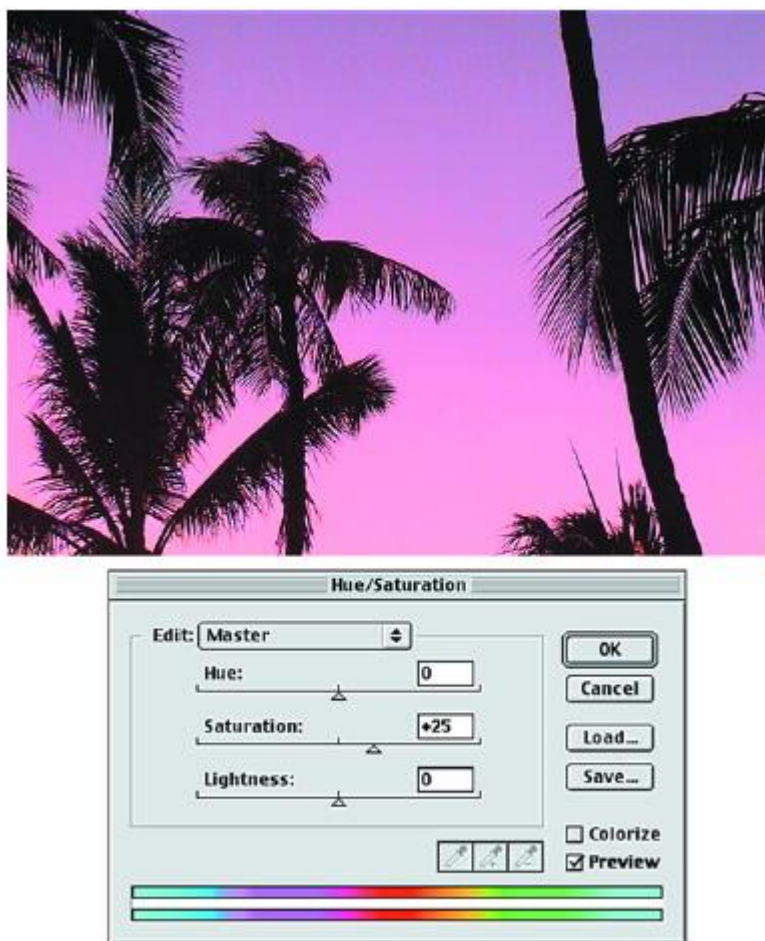 Hue/Saturation
Edit: Master
Hue: 0
Saturation: +25
Lightness: 0
OK
Cancel
Load...
Save...
Colorize
Preview